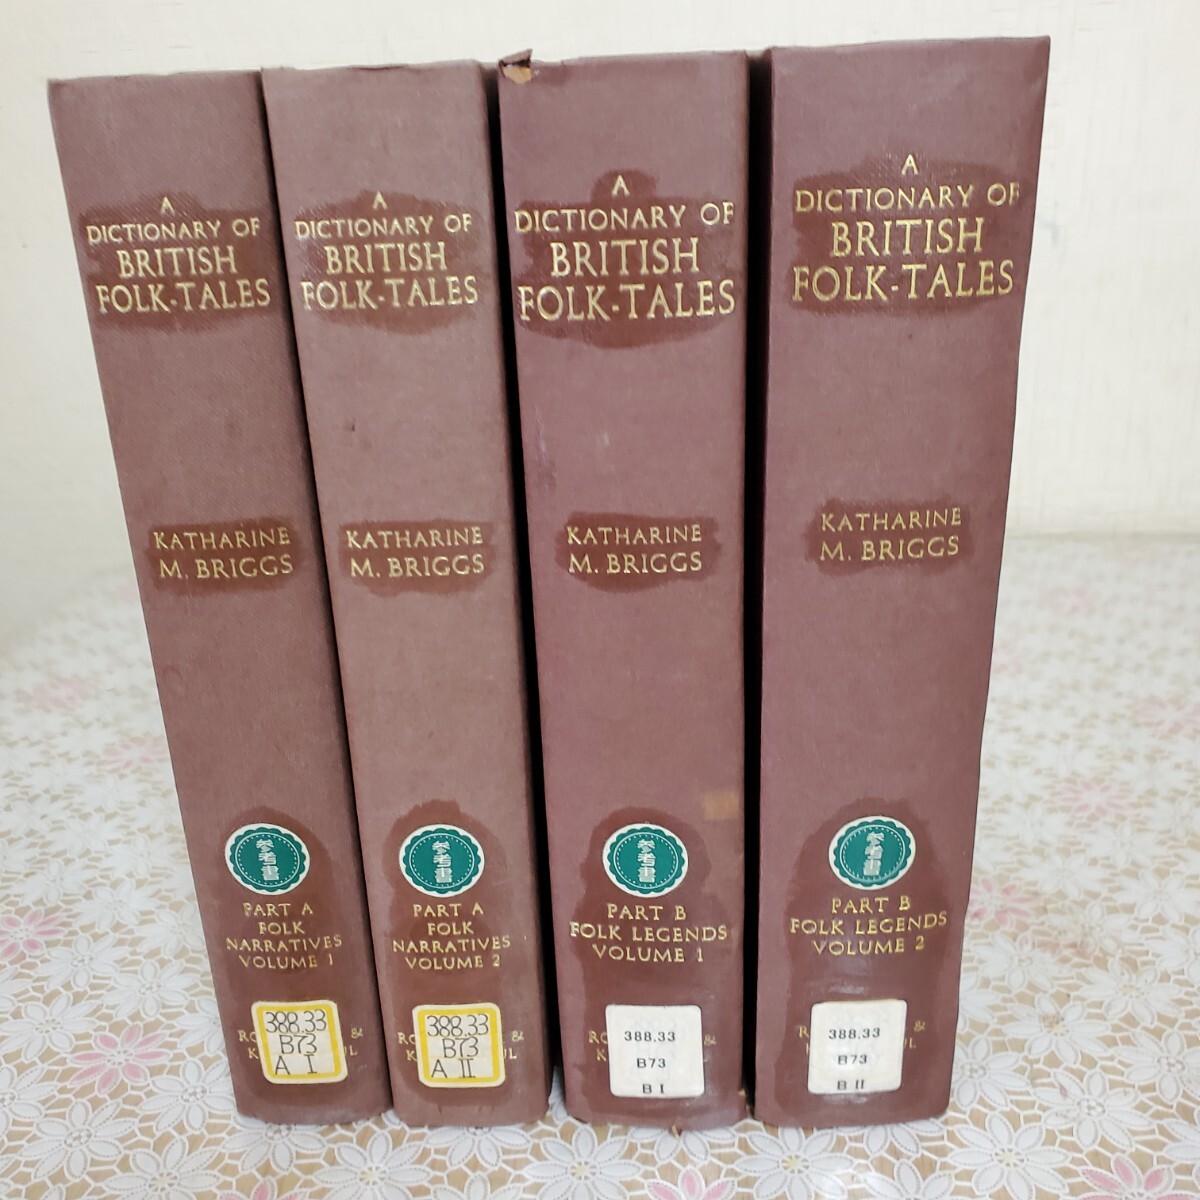 A
DICTIONARY OF
BRITISH
FOLK-TALES
KATHARINE
M. BRIGGS
参考書
PART A
FOLK
NARRATIVES
VOLUME 1
388.33
B73
A I
A
DICTIONARY OF
BRITISH
FOLK-TALES
KATHARINE
M. BRIGGS
参考書
PART A
FOLK
NARRATIVES
VOLUME 2
388.33
B73
A II
A
DICTIONARY OF
BRITISH
FOLK-TALES
KATHARINE
M. BRIGGS
参考書
PART B
FOLK LEGENDS
VOLUME 1
388.33
B73
B I
A
DICTIONARY OF
BRITISH
FOLK-TALES
KATHARINE
M. BRIGGS
参考書
PART B
FOLK LEGENDS
VOLUME 2
388.33
B73
B II